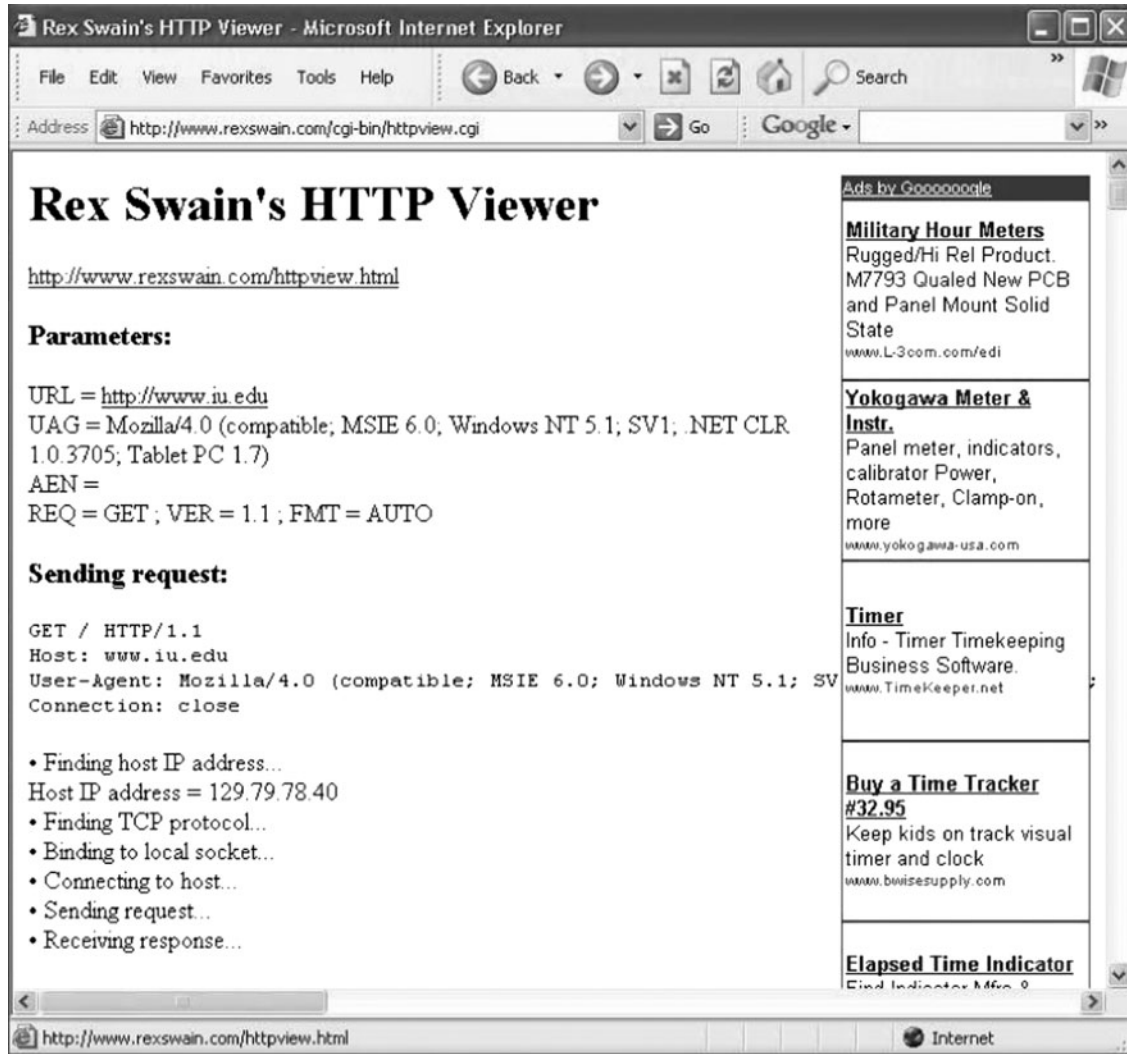 Rex Swain's HTTP Viewer - Microsoft Internet Explorer
File Edit View Favorites Tools Help Back Search »
Address http://www.rexswain.com/cgi-bin/httpview.cgi Go Google »
Rex Swain's HTTP Viewer
http://www.rexswain.com/httpview.html
Parameters:
URL = http://www.iu.edu
UAG = Mozilla/4.0 (compatible; MSIE 6.0; Windows NT 5.1; SV1; .NET CLR
1.0.3705; Tablet PC 1.7)
AEN =
REQ = GET ; VER = 1.1 ; FMT = AUTO
Sending request:
GET / HTTP/1.1
Host: www.iu.edu
User-Agent: Mozilla/4.0 (compatible; MSIE 6.0; Windows NT 5.1; SV ;
Connection: close
• Finding host IP address...
Host IP address = 129.79.78.40
• Finding TCP protocol...
• Binding to local socket...
• Connecting to host...
• Sending request...
• Receiving response...
Ads by Goooooogle
Military Hour Meters
Rugged/Hi Rel Product.
M7793 Qualed New PCB
and Panel Mount Solid
State
www.L-3com.com/edi
Yokogawa Meter &
Instr.
Panel meter, indicators,
calibrator Power,
Rotameter, Clamp-on,
more
www.yokogawa-usa.com
Timer
Info - Timer Timekeeping
Business Software.
www.TimeKeeper.net
Buy a Time Tracker
#32.95
Keep kids on track visual
timer and clock
www.bwisesupply.com
Elapsed Time Indicator
Find Indicator Mfrs &
http://www.rexswain.com/httpview.html Internet